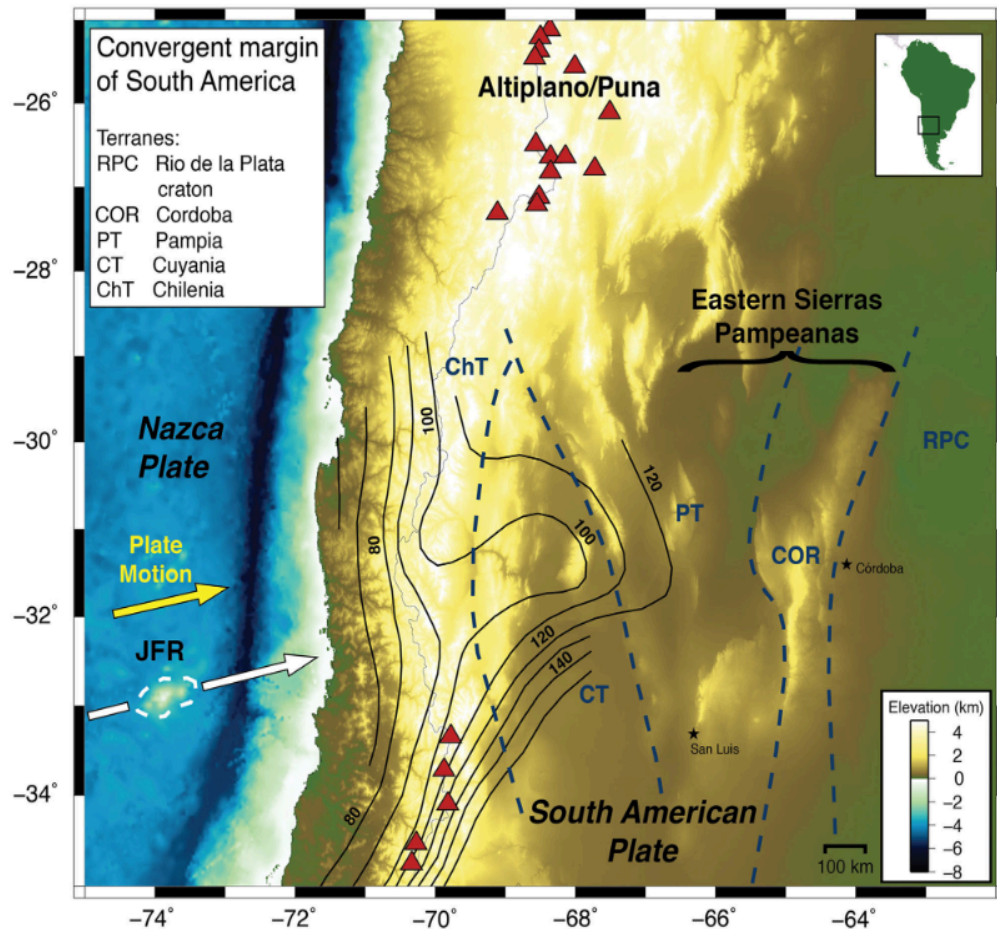 Convergent margin
of South America
Terranes:
RPC Rio de la Plata
craton
COR Cordoba
PT Pampia
CT Cuyania
ChT Chilenia
Altiplano/Puna
Eastern Sierras
Pampeanas
ChT
RPC
Nazca
Plate
100
120
PT
100
80
COR
Córdoba
Plate
Motion
JFR
120
140
CT
San Luis
80
South American
Plate
100 km
Elevation (km)
4
2
0
−2
−4
−6
−8
−26°
−28°
−30°
−32°
−34°
−74° −72° −70° −68° −66° −64°